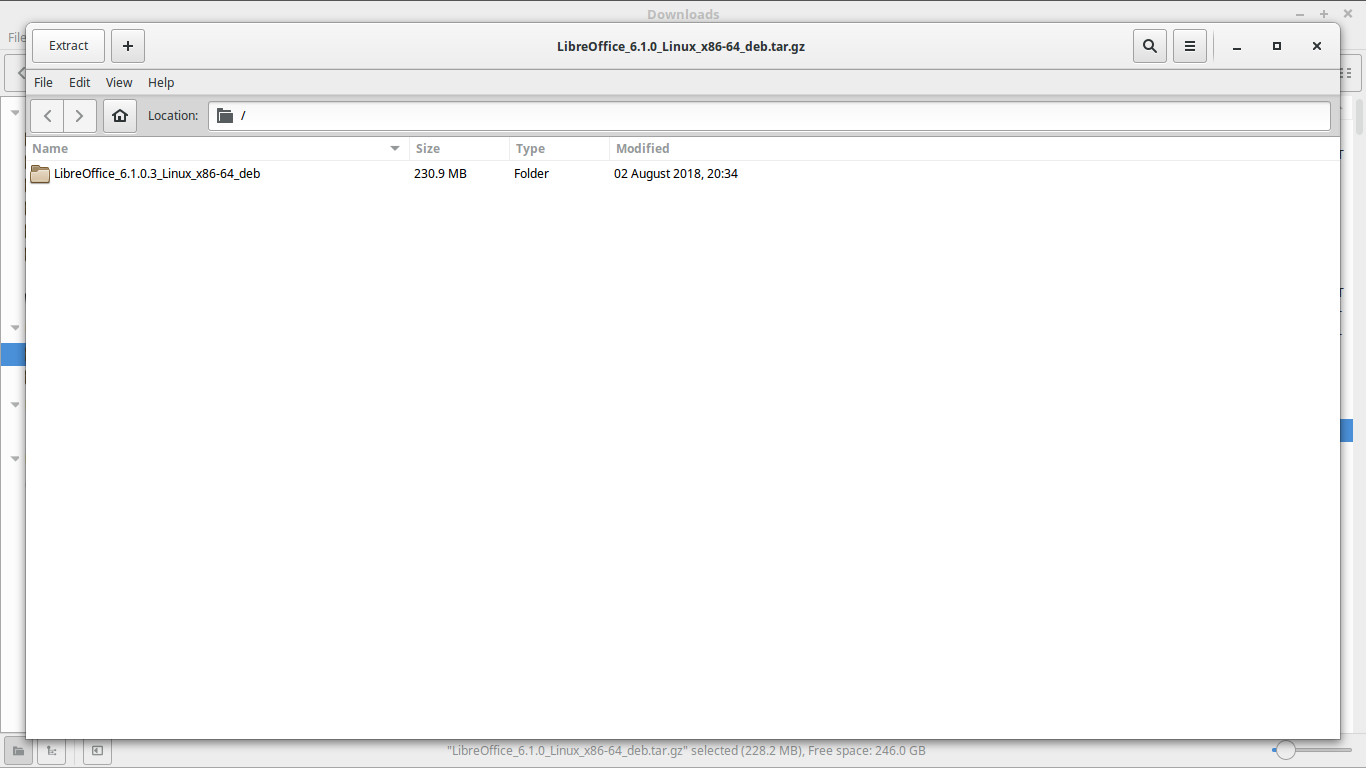 Downloads
File
Extract
LibreOffice_6.1.0_Linux_x86-64_deb.tar.gz
File Edit View Help
Location: /
Name Size Type Modified
LibreOffice_6.1.0.3_Linux_x86-64_deb 230.9 MB Folder 02 August 2018, 20:34
"LibreOffice_6.1.0_Linux_x86-64_deb.tar.gz" selected (228.2 MB), Free space: 246.0 GB